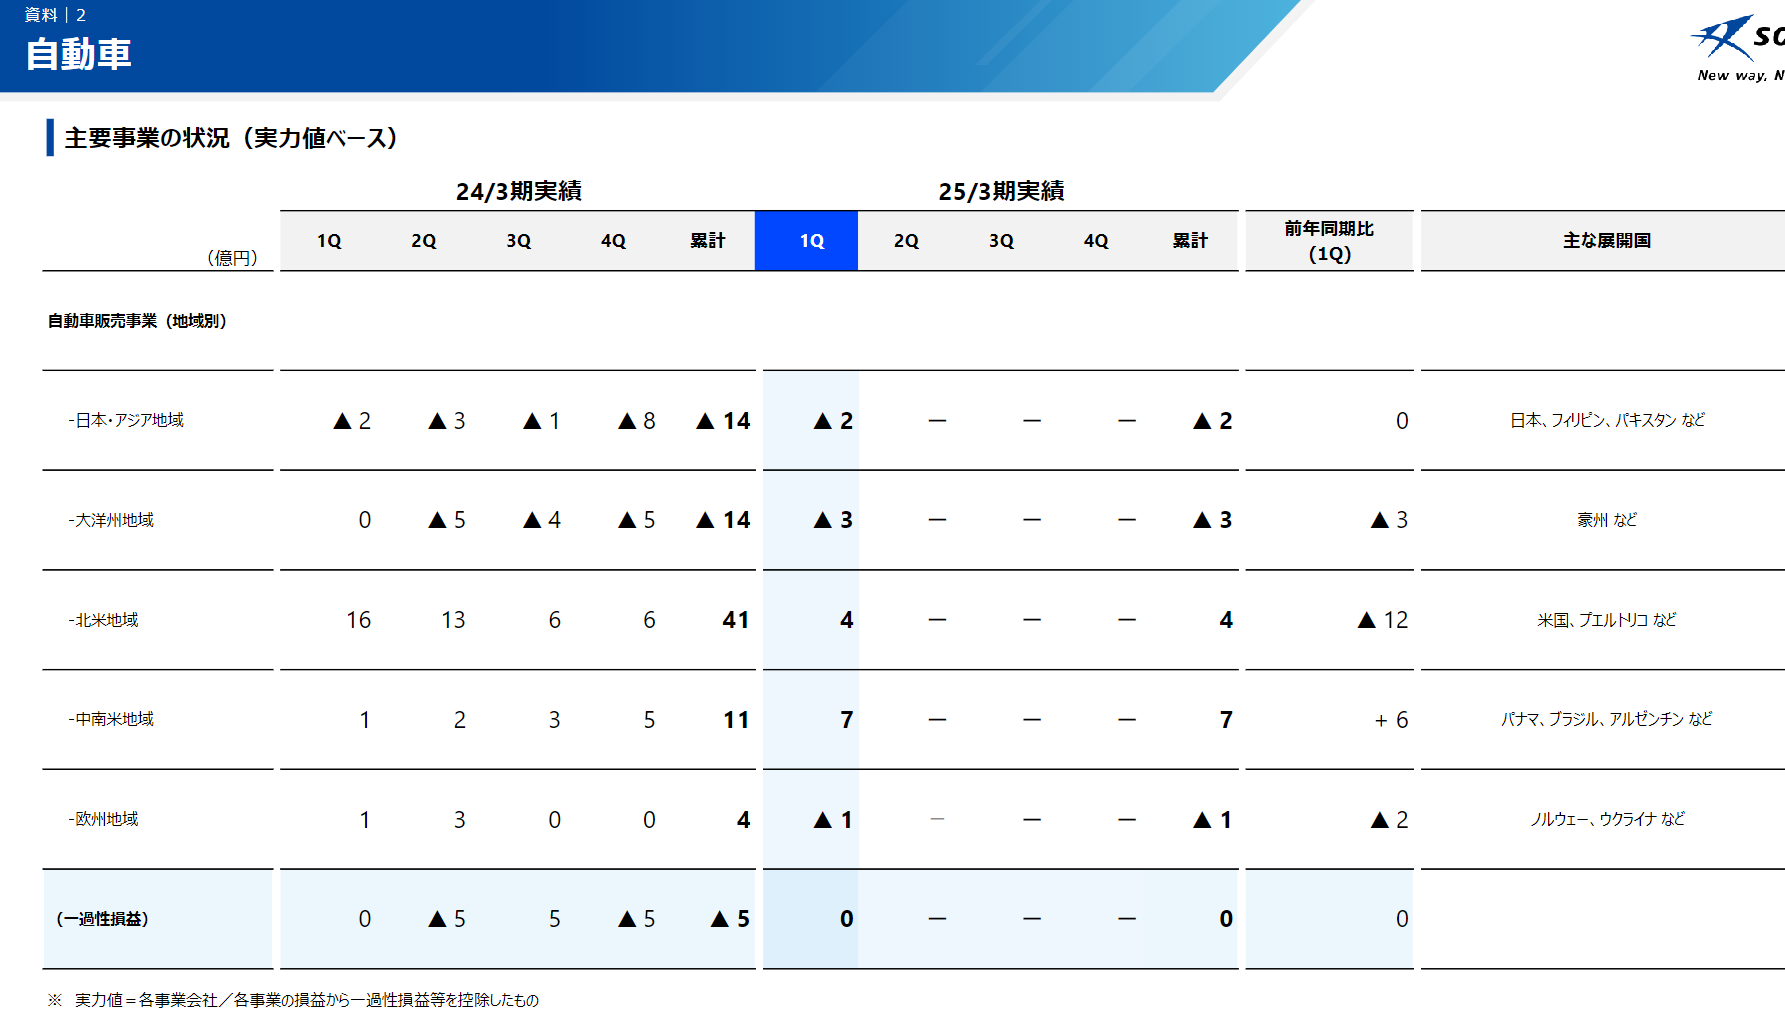 資料｜2
自動車
SO
New way, N
主要事業の状況（実力値ベース）
24/3期実績 25/3期実績
（億円） 1Q 2Q 3Q 4Q 累計 1Q 2Q 3Q 4Q 累計 前年同期比 (1Q) 主な展開国
自動車販売事業（地域別）
-日本・アジア地域 ▲ 2 ▲ 3 ▲ 1 ▲ 8 ▲ 14 ▲ 2 － － － ▲ 2 0 日本、フィリピン、パキスタン など
-大洋州地域 0 ▲ 5 ▲ 4 ▲ 5 ▲ 14 ▲ 3 － － － ▲ 3 ▲ 3 豪州 など
-北米地域 16 13 6 6 41 4 － － － 4 ▲ 12 米国、プエルトリコ など
-中南米地域 1 2 3 5 11 7 － － － 7 + 6 パナマ、ブラジル、アルゼンチン など
-欧州地域 1 3 0 0 4 ▲ 1 － － － ▲ 1 ▲ 2 ノルウェー、ウクライナ など
（一過性損益） 0 ▲ 5 5 ▲ 5 ▲ 5 0 － － － 0 0
※ 実力値＝各事業会社／各事業の損益から一過性損益等を控除したもの